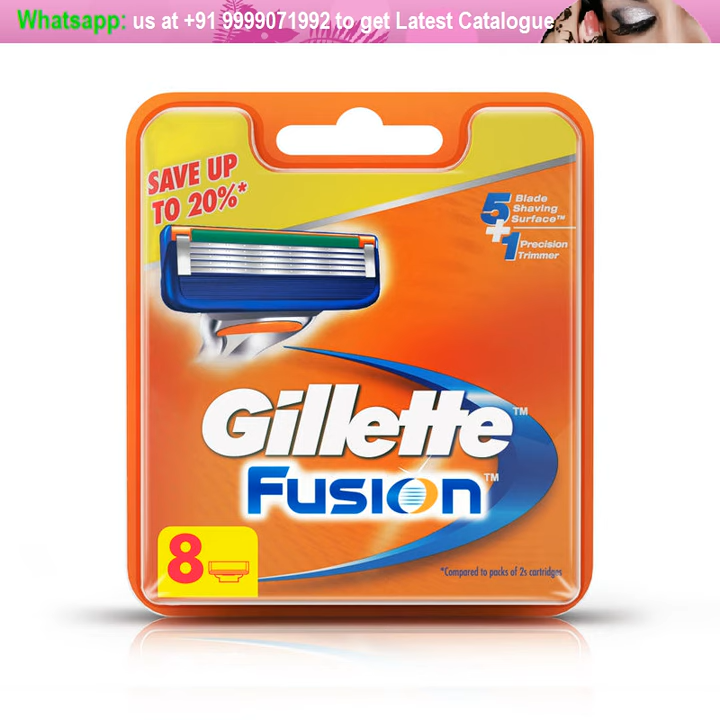 Whatsapp: us at +91 9999071992 to get Latest Catalogue
SAVE UP
TO 20%*
5 Blade
Shaving
Surface™
+1 Precision
Trimmer
Gillette™
Fusion™
8
*Compared to packs of 2s cartridges